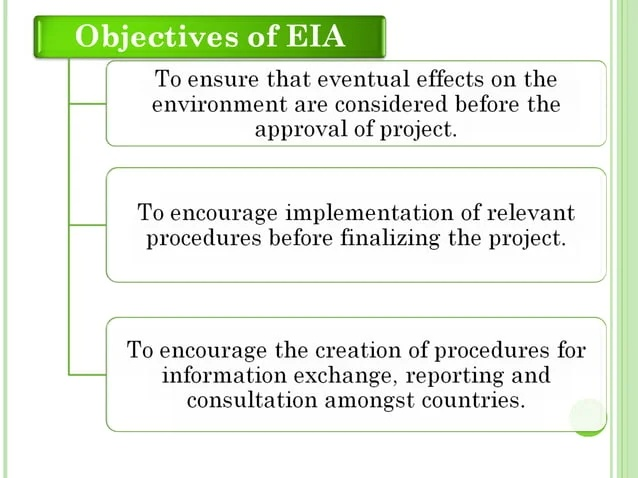 Objectives of EIA
To ensure that eventual effects on the
environment are considered before the
approval of project.
To encourage implementation of relevant
procedures before finalizing the project.
To encourage the creation of procedures for
information exchange, reporting and
consultation amongst countries.